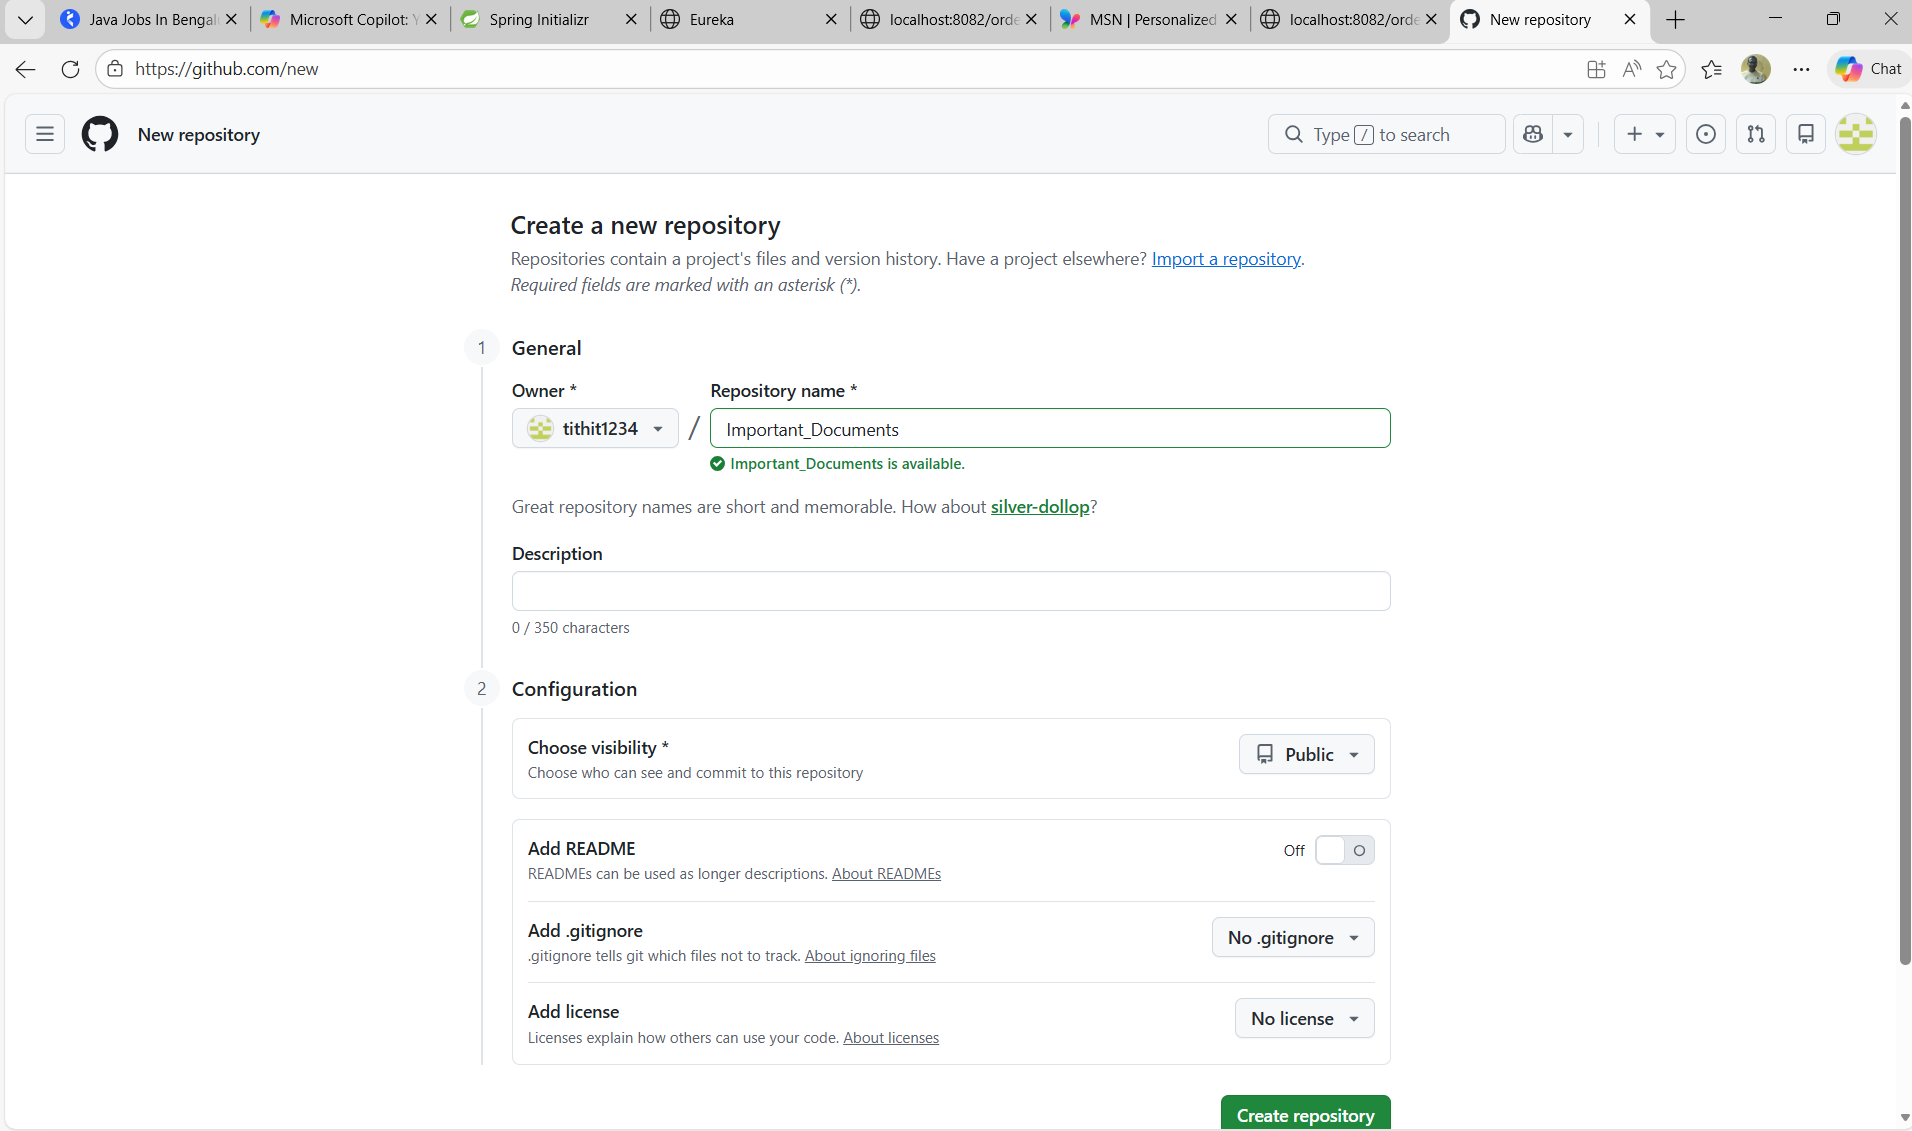 Java Jobs In Bengal
Microsoft Copilot: Y
Spring Initializr
Eureka
localhost:8082/orde
MSN | Personalized
localhost:8082/orde
New repository
https://github.com/new
Chat
New repository
Type / to search
Create a new repository
Repositories contain a project's files and version history. Have a project elsewhere? Import a repository.
Required fields are marked with an asterisk (*).
1 General
Owner * Repository name *
tithit1234 / Important_Documents
Important_Documents is available.
Great repository names are short and memorable. How about silver-dollop?
Description
0 / 350 characters
2 Configuration
Choose visibility *
Choose who can see and commit to this repository
Public
Add README
READMEs can be used as longer descriptions. About READMEs
Off
Add .gitignore
.gitignore tells git which files not to track. About ignoring files
No .gitignore
Add license
Licenses explain how others can use your code. About licenses
No license
Create repository